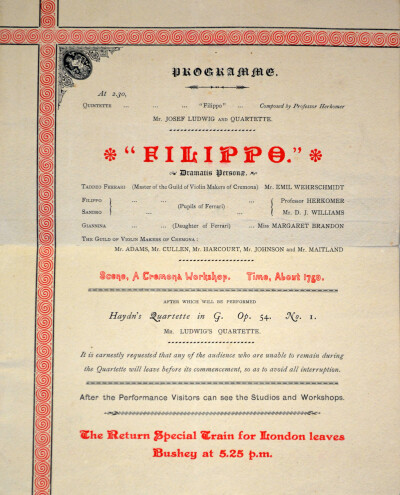 PROGRAMME.
At 2.30,
QUINTETTE ... ... ... "Filippo" ... Composed by Professor Herkomer
MR. JOSEF LUDWIG AND QUARTETTE.
"FILIPPO."
Dramatis Personæ.
TADDEO FERRARI (Master of the Guild of Violin Makers of Cremona) MR. EMIL WEHRSCHMIDT
FILIPPO ... ... Professor HERKOMER
(Pupils of Ferrari)
SANDRO ... ... MR. D. J. WILLIAMS
GIANNINA ... ... (Daughter of Ferrari) ... MISS MARGARET BRANDON
THE GUILD OF VIOLIN MAKERS OF CREMONA:
MR. ADAMS, MR. CULLEN, MR. HARCOURT, MR. JOHNSON and MR. MAITLAND
Scene, A Cremona Workshop. Time, About 1750.
AFTER WHICH WILL BE PERFORMED
Haydn's Quartette in G. Op. 54. No. 1.
MR. LUDWIG'S QUARTETTE.
It is earnestly requested that any of the audience who are unable to remain during
the Quartette will leave before its commencement, so as to avoid all interruption.
After the Performance Visitors can see the Studios and Workshops.
The Return Special Train for London leaves
Bushey at 5.25 p.m.